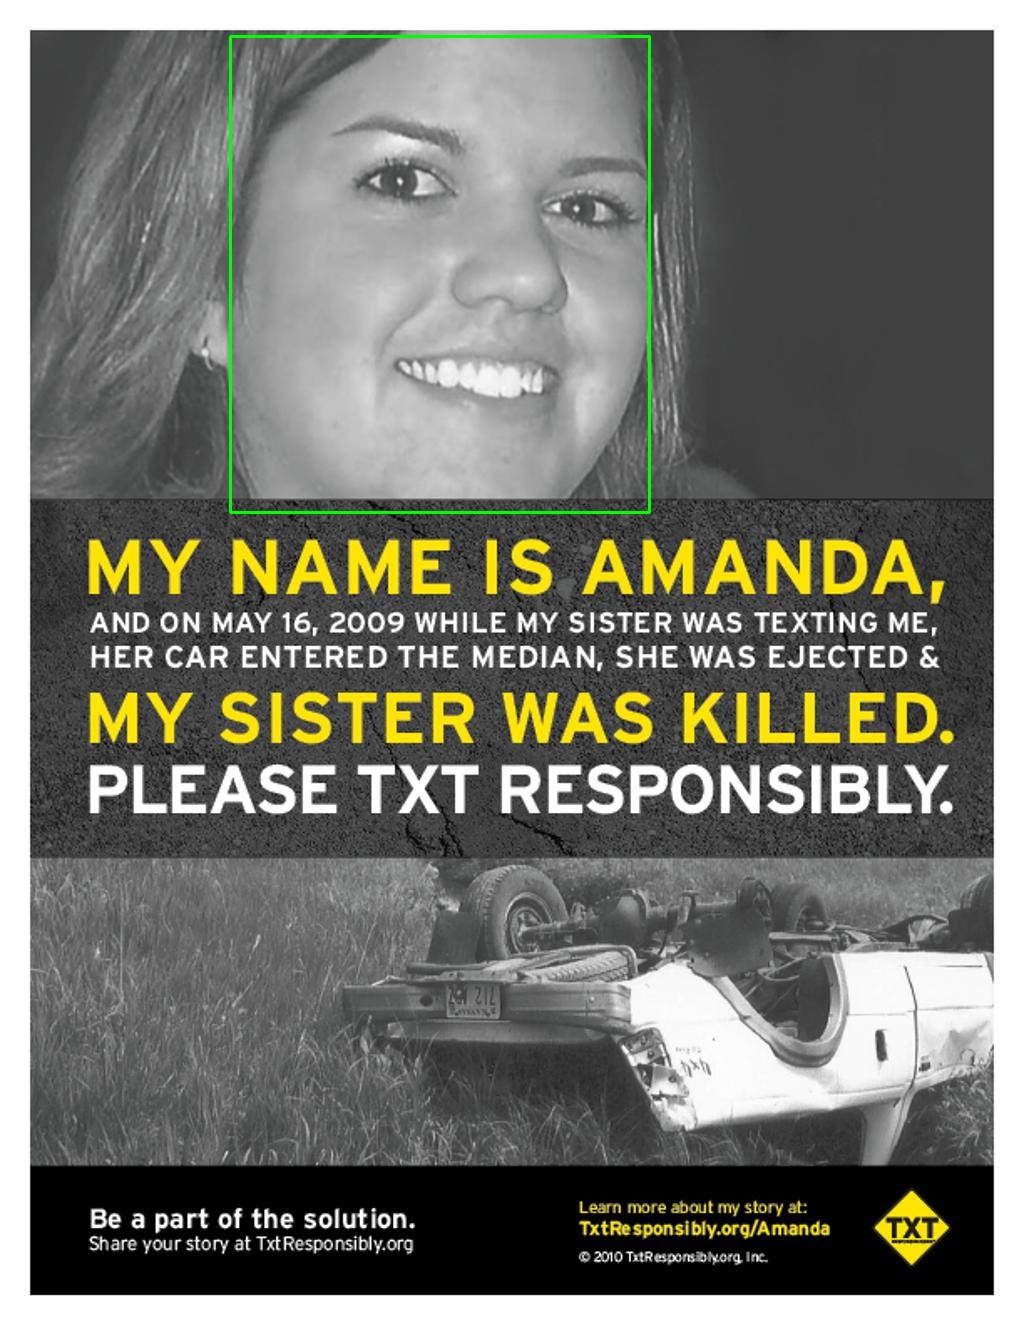 MY NAME IS AMANDA,
AND ON MAY 16, 2009 WHILE MY SISTER WAS TEXTING ME,
HER CAR ENTERED THE MEDIAN, SHE WAS EJECTED &
MY SISTER WAS KILLED.
PLEASE TXT RESPONSIBLY.
4x4
Be a part of the solution.
Share your story at TxtResponsibly.org
Learn more about my story at:
TxtResponsibly.org/Amanda
© 2010 TxtResponsibly.org, Inc.
TXT